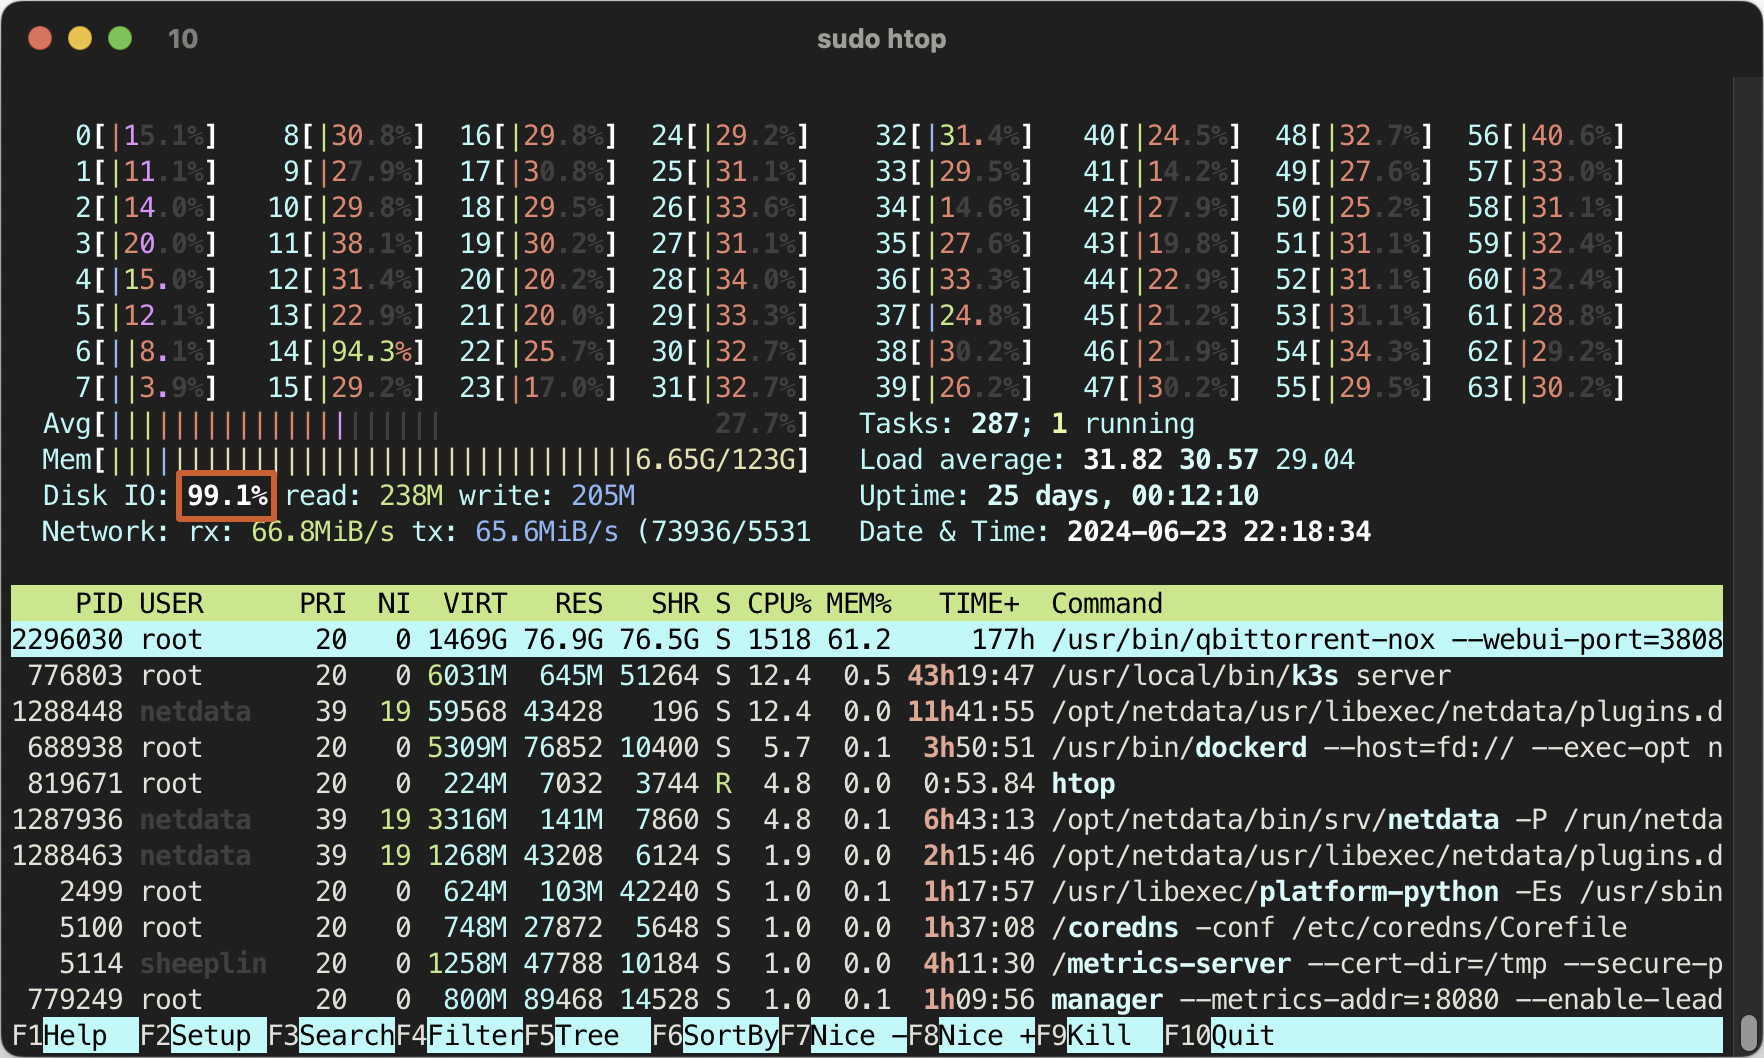 10 sudo htop
0[|15.1%] 8[|30.8%] 16[|29.8%] 24[|29.2%] 32[|31.4%] 40[|24.5%] 48[|32.7%] 56[|40.6%]
1[|11.1%] 9[|27.9%] 17[|30.8%] 25[|31.1%] 33[|29.5%] 41[|14.2%] 49[|27.6%] 57[|33.0%]
2[|14.0%] 10[|29.8%] 18[|29.5%] 26[|33.6%] 34[|14.6%] 42[|27.9%] 50[|25.2%] 58[|31.1%]
3[|20.0%] 11[|38.1%] 19[|30.2%] 27[|31.1%] 35[|27.6%] 43[|19.8%] 51[|31.1%] 59[|32.4%]
4[|15.0%] 12[|31.4%] 20[|20.2%] 28[|34.0%] 36[|33.3%] 44[|22.9%] 52[|31.1%] 60[|32.4%]
5[|12.1%] 13[|22.9%] 21[|20.0%] 29[|33.3%] 37[|24.8%] 45[|21.2%] 53[|31.1%] 61[|28.8%]
6[||8.1%] 14[|94.3%] 22[|25.7%] 30[|32.7%] 38[|30.2%] 46[|21.9%] 54[|34.3%] 62[|29.2%]
7[||3.9%] 15[|29.2%] 23[|17.0%] 31[|32.7%] 39[|26.2%] 47[|30.2%] 55[|29.5%] 63[|30.2%]
Avg[||||||||||||||||||||| 27.7%] Tasks: 287; 1 running
Mem[|||||||||||||||||||||||||||||||||6.65G/123G] Load average: 31.82 30.57 29.04
Disk IO: 99.1% read: 238M write: 205M Uptime: 25 days, 00:12:10
Network: rx: 66.8MiB/s tx: 65.6MiB/s (73936/5531 Date & Time: 2024-06-23 22:18:34
PID USER PRI NI VIRT RES SHR S CPU% MEM% TIME+ Command
2296030 root 20 0 1469G 76.9G 76.5G S 1518 61.2 177h /usr/bin/qbittorrent-nox --webui-port=3808
776803 root 20 0 6031M 645M 51264 S 12.4 0.5 43h19:47 /usr/local/bin/k3s server
1288448 netdata 39 19 59568 43428 196 S 12.4 0.0 11h41:55 /opt/netdata/usr/libexec/netdata/plugins.d
688938 root 20 0 5309M 76852 10400 S 5.7 0.1 3h50:51 /usr/bin/dockerd --host=fd:// --exec-opt n
819671 root 20 0 224M 7032 3744 R 4.8 0.0 0:53.84 htop
1287936 netdata 39 19 3316M 141M 7860 S 4.8 0.1 6h43:13 /opt/netdata/bin/srv/netdata -P /run/netda
1288463 netdata 39 19 1268M 43208 6124 S 1.9 0.0 2h15:46 /opt/netdata/usr/libexec/netdata/plugins.d
2499 root 20 0 624M 103M 42240 S 1.0 0.1 1h17:57 /usr/libexec/platform-python -Es /usr/sbin
5100 root 20 0 748M 27872 5648 S 1.0 0.0 1h37:08 /coredns -conf /etc/coredns/Corefile
5114 sheeplin 20 0 1258M 47788 10184 S 1.0 0.0 4h11:30 /metrics-server --cert-dir=/tmp --secure-p
779249 root 20 0 800M 89468 14528 S 1.0 0.1 1h09:56 manager --metrics-addr=:8080 --enable-lead
F1Help F2Setup F3SearchF4FilterF5Tree F6SortByF7Nice -F8Nice +F9Kill F10Quit